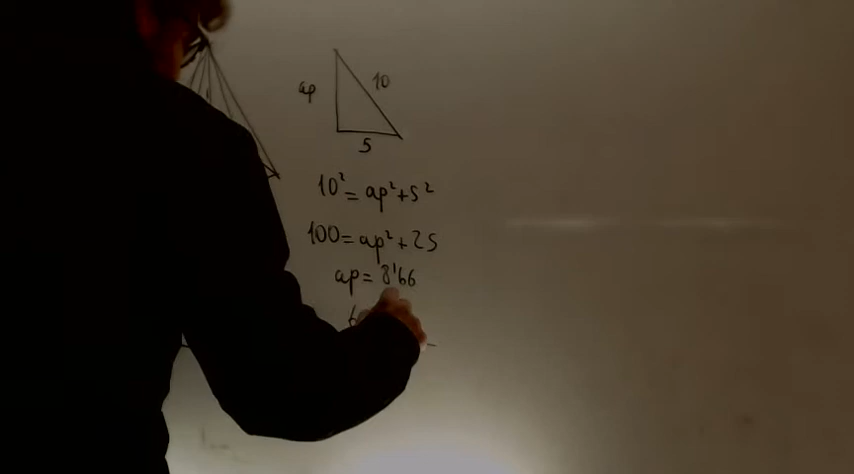 ap
10
5
10² = ap² + 5²
100 = ap² + 25
ap = 8'66